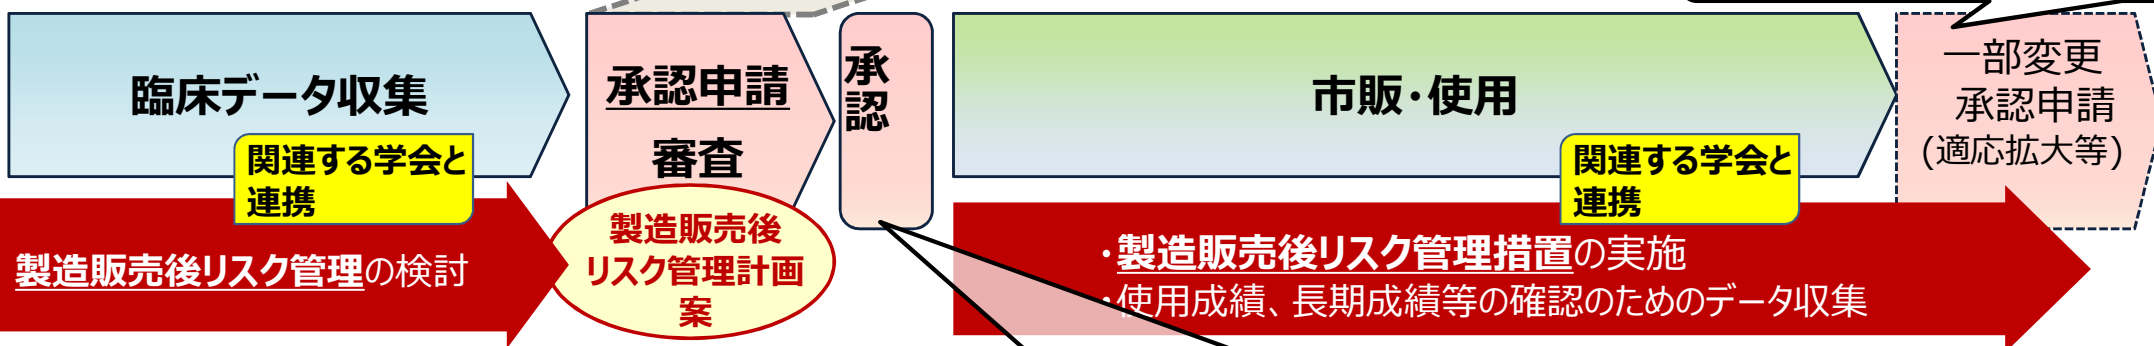 臨床データ収集
関連する学会と
連携
製造販売後リスク管理の検討
承認申請
審査
製造販売後
リスク管理計画
案
承
認
市販・使用
関連する学会と
連携
・製造販売後リスク管理措置の実施
・使用成績、長期成績等の確認のためのデータ収集
一部変更
承認申請
(適応拡大等)